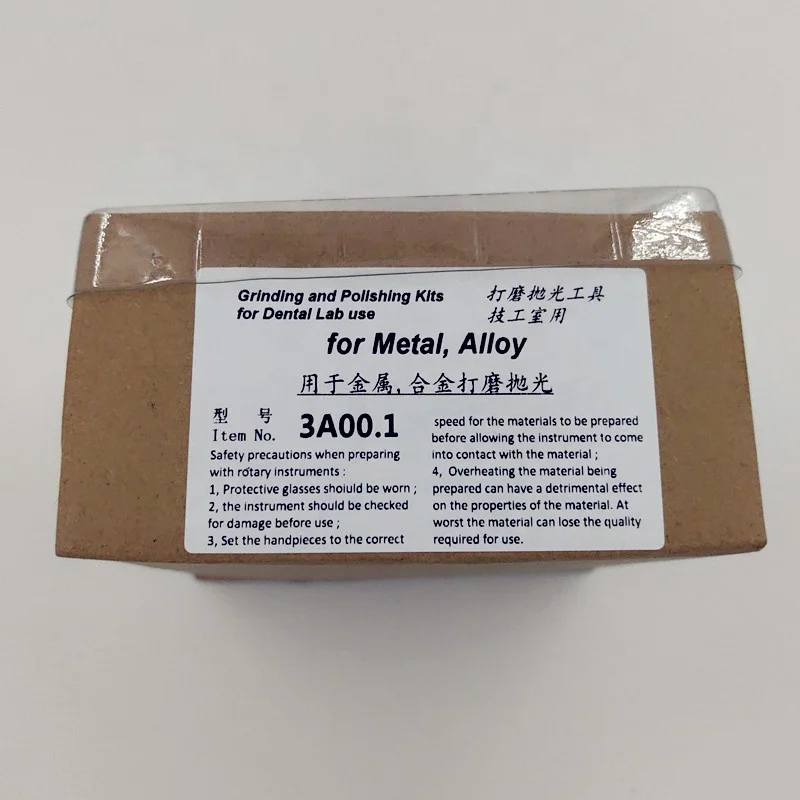 Grinding and Polishing Kits
for Dental Lab use
打磨抛光工具
技工室用
for Metal, Alloy
用于金属,合金打磨抛光
型 号
Item No. 3A00.1
Safety precautions when preparing
with rotary instruments :
1, Protective glasses shoiuld be worn ;
2, the instrument should be checked
for damage before use ;
3, Set the handpieces to the correct
speed for the materials to be prepared
before allowing the instrument to come
into contact with the material ;
4, Overheating the material being
prepared can have a detrimental effect
on the properties of the material. At
worst the material can lose the quality
required for use.